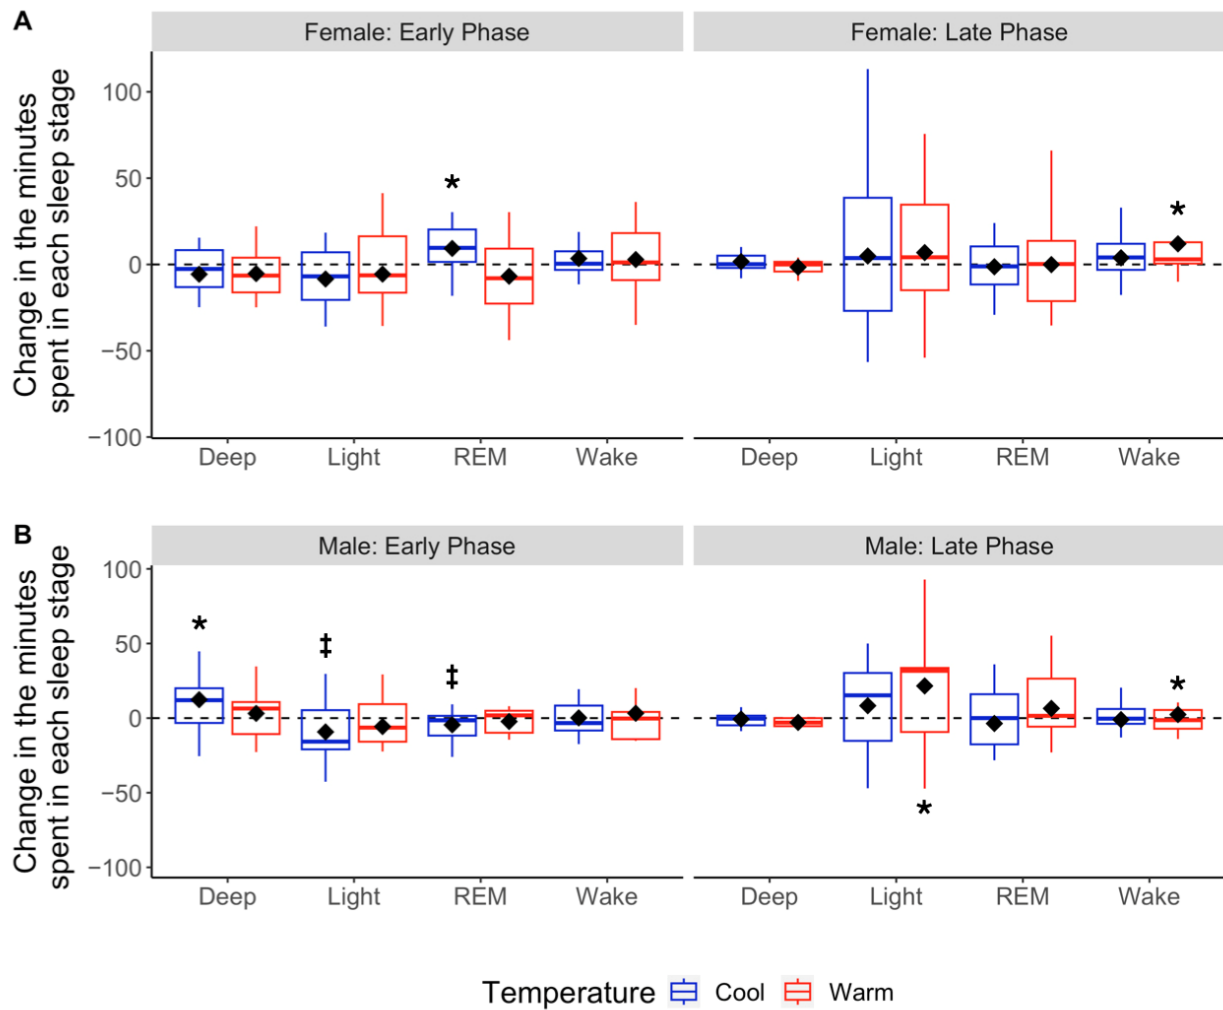 A
Female: Early Phase
Female: Late Phase
Change in the minutes
spent in each sleep stage
100
50
0
−50
−100
*
*
Deep Light REM Wake
Deep Light REM Wake
B
Male: Early Phase
Male: Late Phase
Change in the minutes
spent in each sleep stage
100
50
0
−50
−100
*
‡
‡
*
*
Deep Light REM Wake
Deep Light REM Wake
Temperature Cool Warm